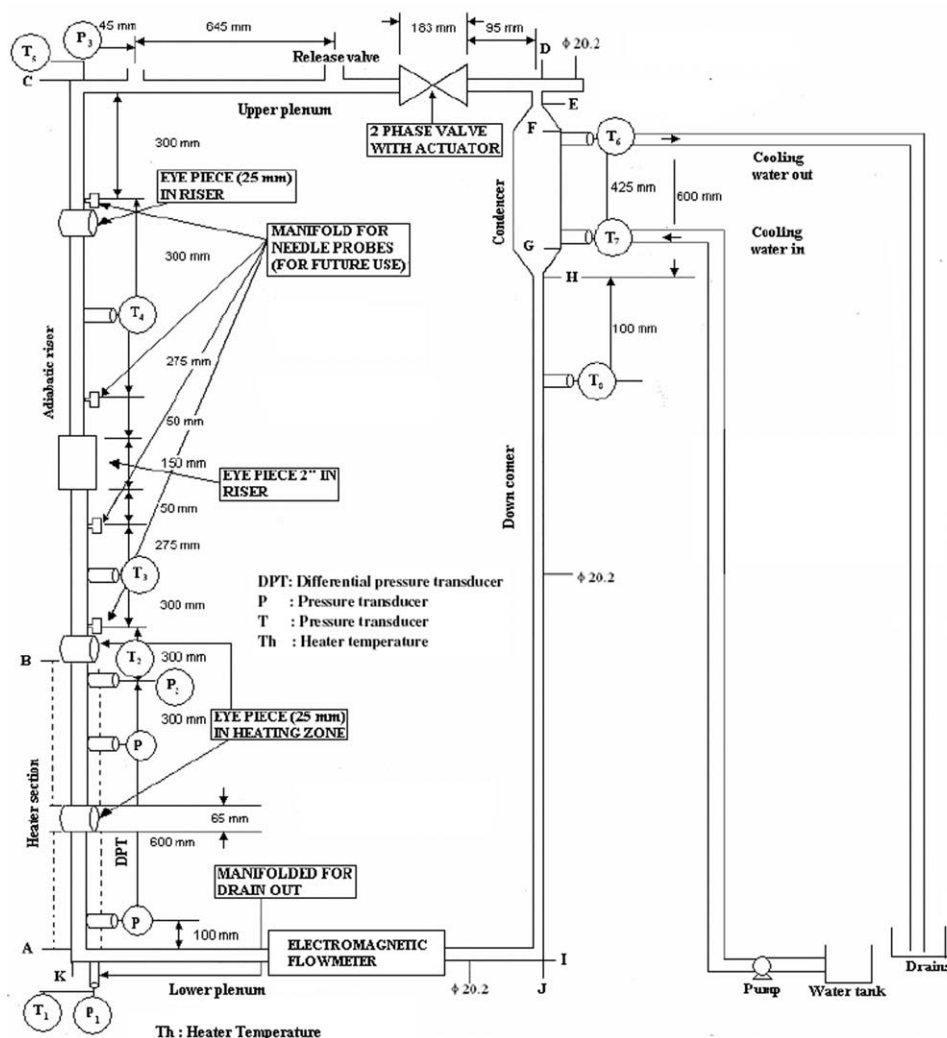 45 mm
645 mm
183 mm
95 mm
T5
P3
Release valve
D
ϕ 20.2
C
Upper plenum
E
2 PHASE VALVE
WITH ACTUATOR
F
T6
Cooling
water out
300 mm
EYE PIECE (25 mm)
IN RISER
MANIFOLD FOR
NEEDLE PROBES
(FOR FUTURE USE)
Condencer
425 mm
600 mm
G
T7
Cooling
water in
300 mm
H
T4
100 mm
Adiabatic riser
275 mm
T8
50 mm
150 mm
EYE PIECE 2" IN
RISER
Down comer
50 mm
275 mm
T3
ϕ 20.2
DPT: Differential pressure transducer
P : Pressure transducer
T : Pressure transducer
Th : Heater temperature
300 mm
B
T2
300 mm
P2
300 mm
EYE PIECE (25 mm)
IN HEATING ZONE
P
Heater section
65 mm
600 mm
DPT
MANIFOLDED FOR
DRAIN OUT
P
100 mm
A
ELECTROMAGNETIC
FLOWMETER
I
K
Lower plenum
ϕ 20.2
J
Pump
Water tank
Drains
T1
P1
Th : Heater Temperature